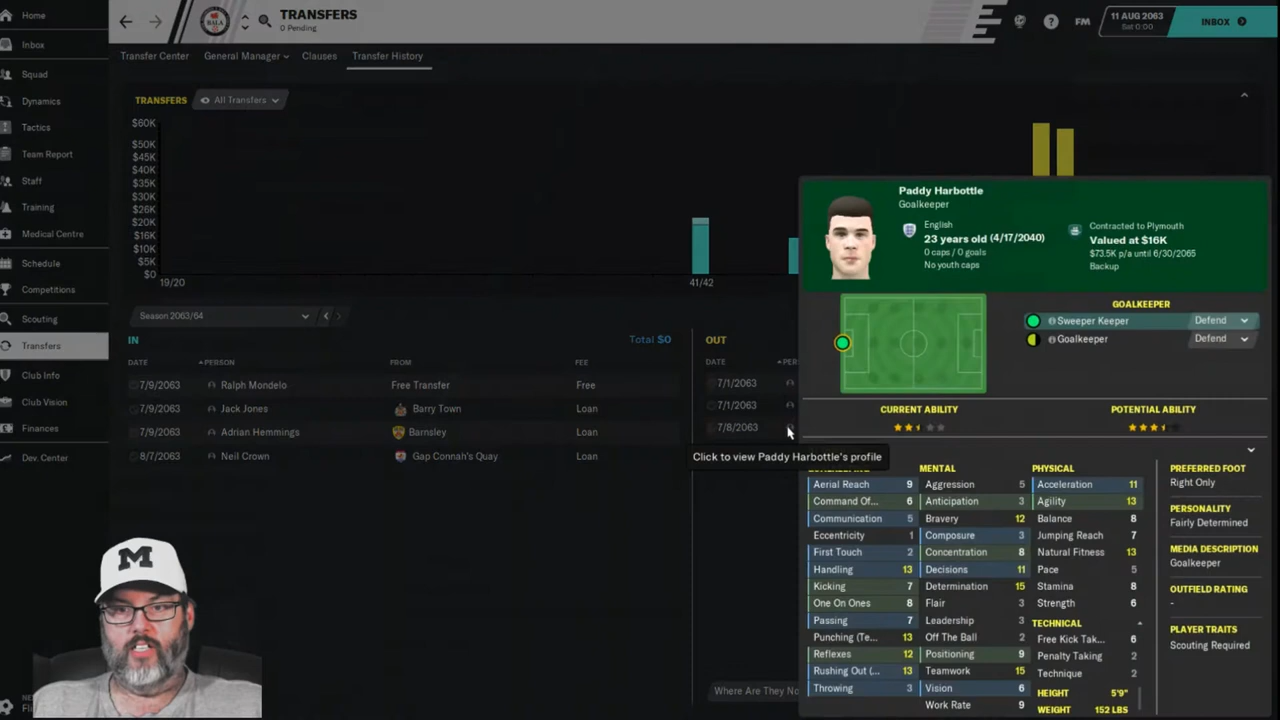 Home
Inbox
Squad
Dynamics
Tactics
Team Report
Staff
Training
Medical Centre
Schedule
Competitions
Scouting
Transfers
Club Info
Club Vision
Finances
Dev. Center
BALA
TRANSFERS
0 Pending
FM
11 AUG 2063
Sat 0:00
INBOX
Transfer Center
General Manager
Clauses
Transfer History
TRANSFERS
All Transfers
$60K
$50K
$45K
$40K
$35K
$30K
$25K
$20K
$16K
$10K
$5K
$0
19/20
41/42
Season 2063/64
IN
Total $0
DATE PERSON FROM FEE
7/9/2063 Ralph Mondelo Free Transfer Free
7/9/2063 Jack Jones Barry Town Loan
7/9/2063 Adrian Hemmings Barnsley Loan
8/7/2063 Neil Crown Gap Connah's Quay Loan
OUT
DATE
7/1/2063
7/1/2063
7/8/2063
Where Are They No
Click to view Paddy Harbottle's profile
Paddy Harbottle
Goalkeeper
English
23 years old (4/17/2040)
0 caps / 0 goals
No youth caps
Contracted to Plymouth
Valued at $16K
$73.5K p/a until 6/30/2065
Backup
GOALKEEPER
Sweeper Keeper Defend
Goalkeeper Defend
CURRENT ABILITY
POTENTIAL ABILITY
Aerial Reach 9
Command Of... 6
Communication 5
Eccentricity 1
First Touch 2
Handling 13
Kicking 7
One On Ones 8
Passing 7
Punching (Te... 13
Reflexes 12
Rushing Out (... 13
Throwing 3
MENTAL
Aggression 5
Anticipation 3
Bravery 12
Composure 3
Concentration 8
Decisions 11
Determination 15
Flair 3
Leadership 3
Off The Ball 2
Positioning 9
Teamwork 15
Vision 6
Work Rate 9
PHYSICAL
Acceleration 11
Agility 13
Balance 8
Jumping Reach 7
Natural Fitness 13
Pace 5
Stamina 8
Strength 6
TECHNICAL
Free Kick Tak... 6
Penalty Taking 2
Technique 2
HEIGHT 5'9"
WEIGHT 152 LBS
PREFERRED FOOT
Right Only
PERSONALITY
Fairly Determined
MEDIA DESCRIPTION
Goalkeeper
OUTFIELD RATING
-
PLAYER TRAITS
Scouting Required
M